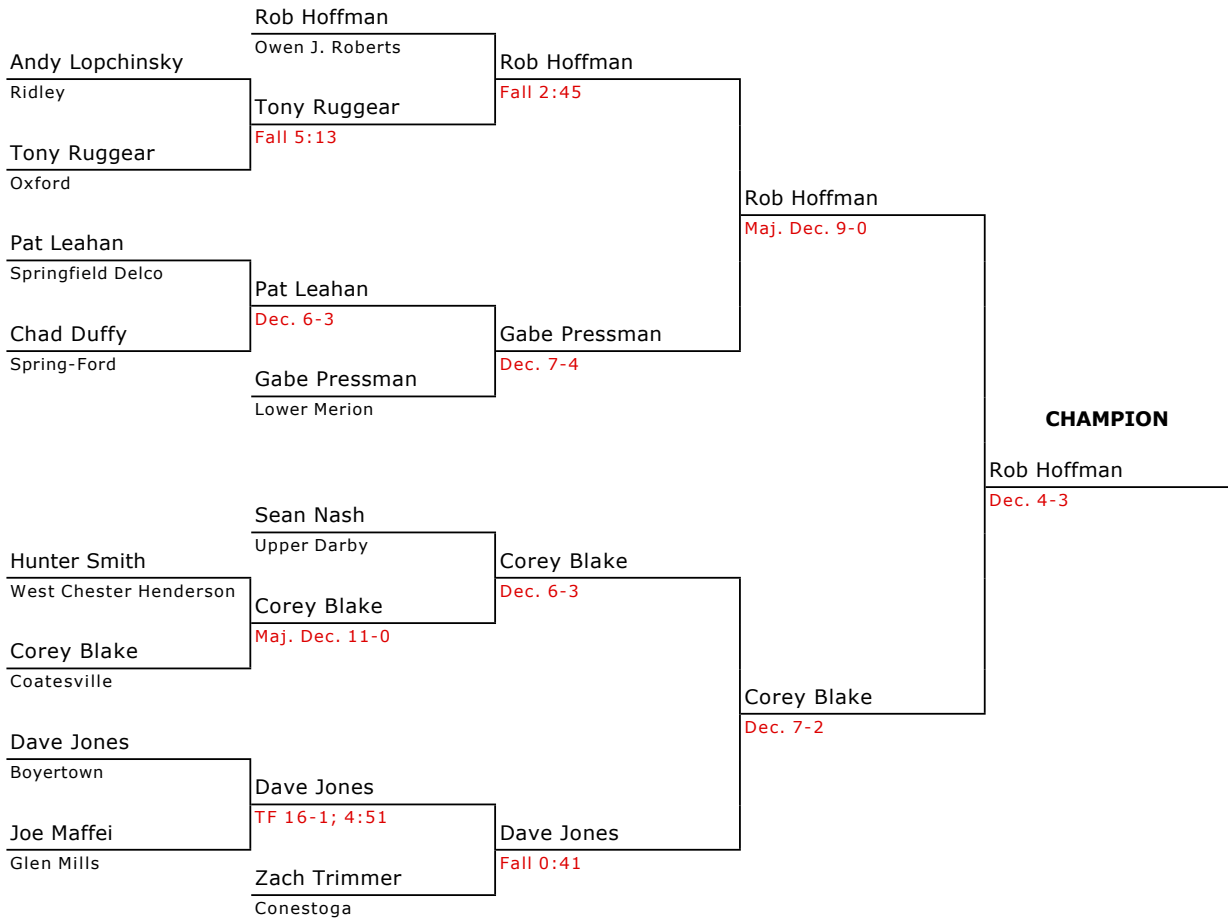 Rob Hoffman
Owen J. Roberts
Andy Lopchinsky
Ridley
Rob Hoffman
Fall 2:45
Tony Ruggear
Fall 5:13
Tony Ruggear
Oxford
Rob Hoffman
Maj. Dec. 9-0
Pat Leahan
Springfield Delco
Pat Leahan
Dec. 6-3
Chad Duffy
Spring-Ford
Gabe Pressman
Dec. 7-4
Gabe Pressman
Lower Merion
CHAMPION
Rob Hoffman
Dec. 4-3
Sean Nash
Upper Darby
Hunter Smith
West Chester Henderson
Corey Blake
Dec. 6-3
Corey Blake
Maj. Dec. 11-0
Corey Blake
Coatesville
Corey Blake
Dec. 7-2
Dave Jones
Boyertown
Dave Jones
TF 16-1; 4:51
Joe Maffei
Glen Mills
Dave Jones
Fall 0:41
Zach Trimmer
Conestoga